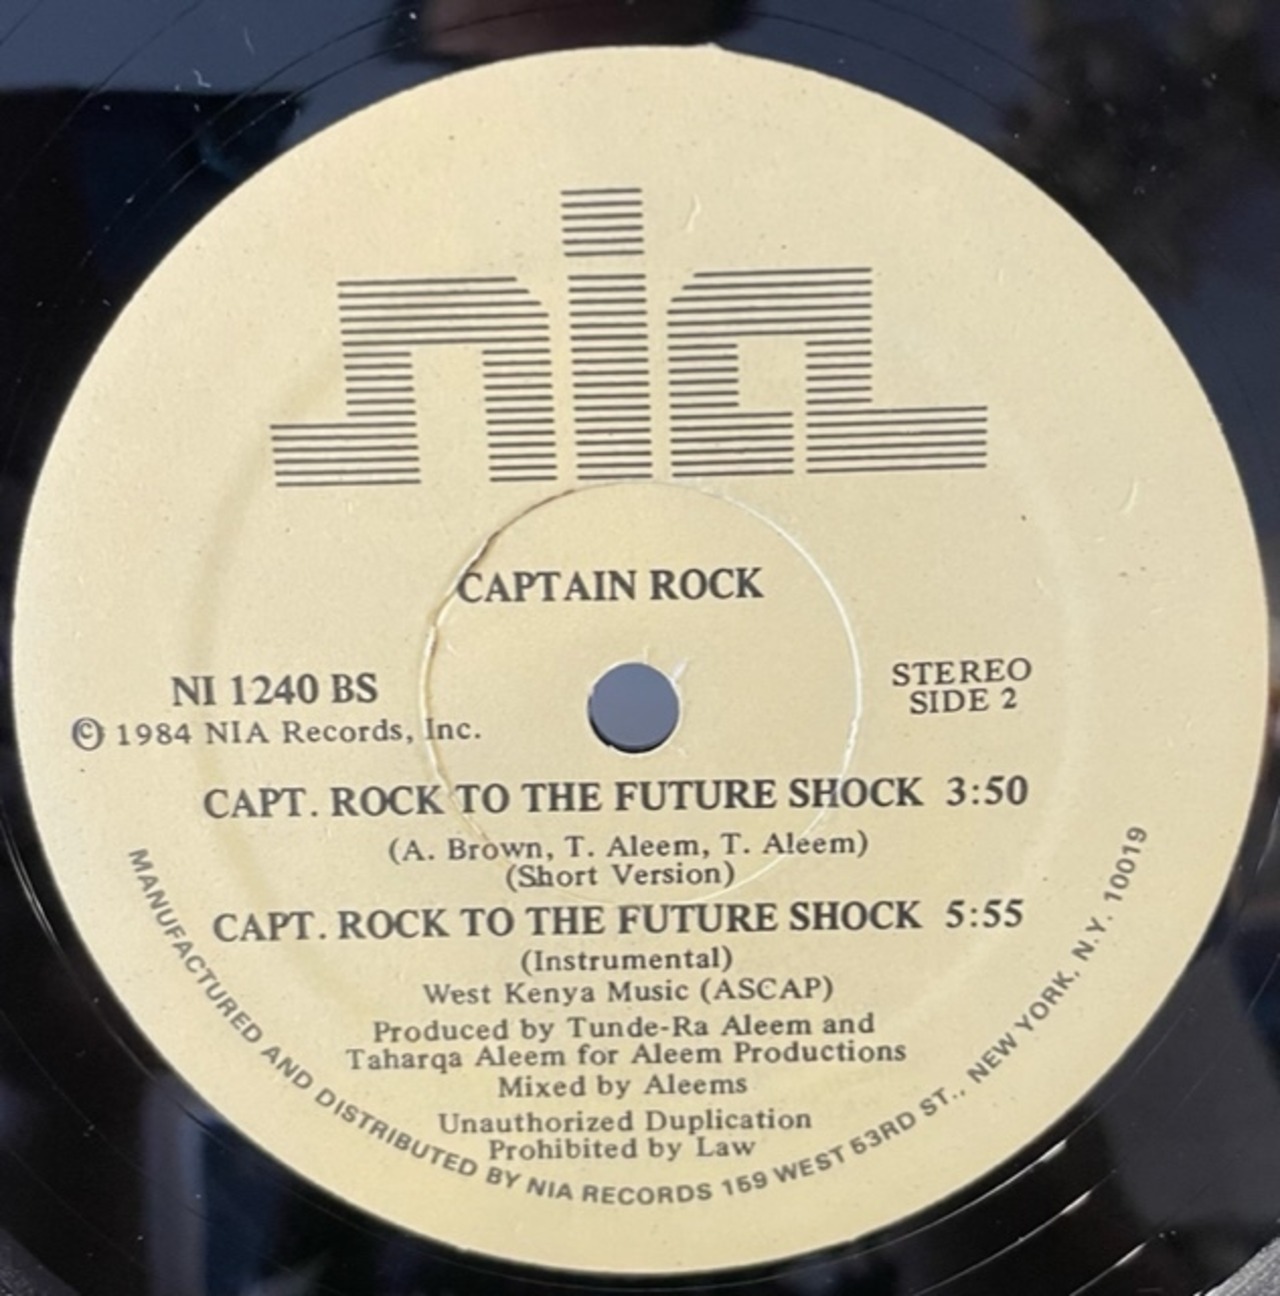 nia
CAPTAIN ROCK
NI 1240 BS
© 1984 NIA Records, Inc.
STEREO
SIDE 2
CAPT. ROCK TO THE FUTURE SHOCK 3:50
(A. Brown, T. Aleem, T. Aleem)
(Short Version)
CAPT. ROCK TO THE FUTURE SHOCK 5:55
(Instrumental)
West Kenya Music (ASCAP)
Produced by Tunde-Ra Aleem and
Taharqa Aleem for Aleem Productions
Mixed by Aleems
Unauthorized Duplication
Prohibited by Law
MANUFACTURED AND DISTRIBUTED BY NIA RECORDS 159 WEST 53RD ST., NEW YORK, N.Y. 10019